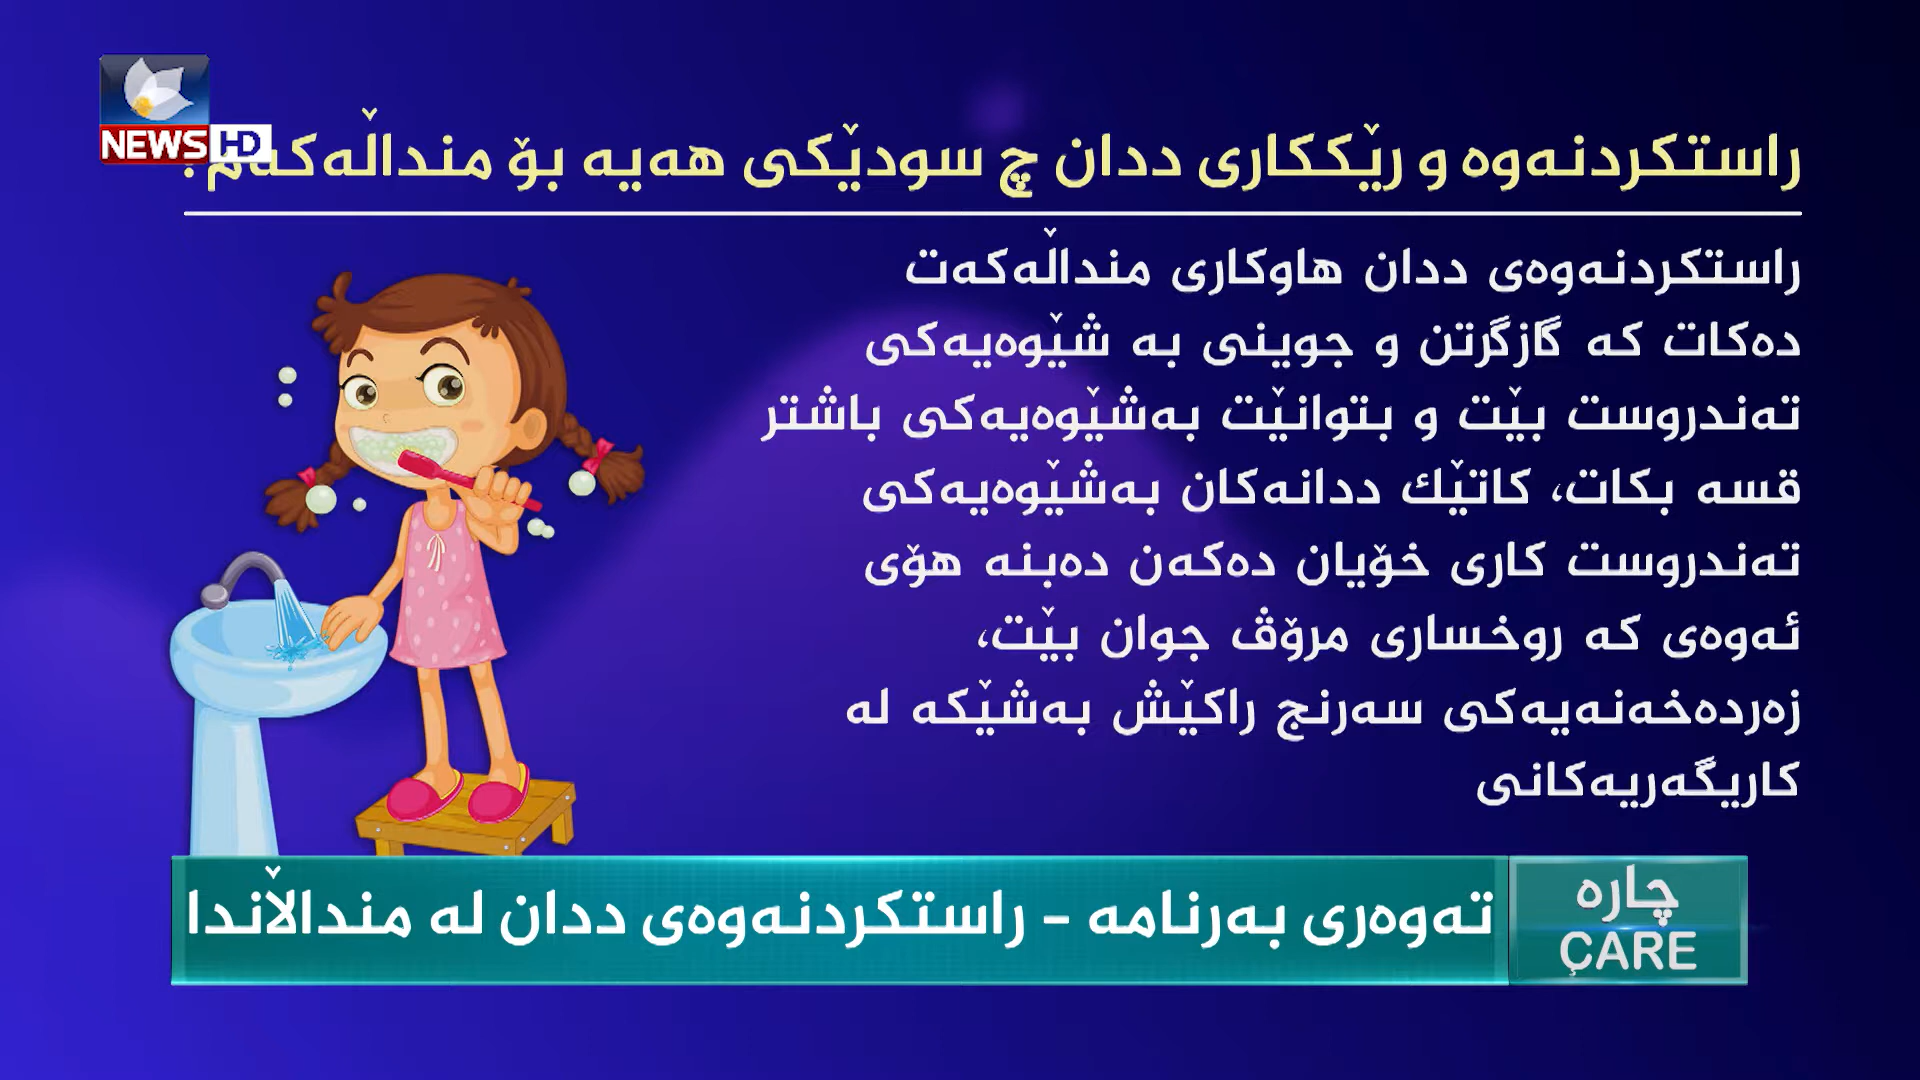 NEWS HD
راستکردنەوە و رێککاری ددان چ سودێکی هەیە بۆ منداڵەکەم؟
راستکردنەوەی ددان هاوکاری منداڵەکەت
دەکات کە گازگرتن و جوینی بە شێوەیەکی
تەندروست بێت و بتوانێت بەشێوەیەکی باشتر
قسە بکات، کاتێك ددانەکان بەشێوەیەکی
تەندروست کاری خۆیان دەکەن دەبنە هۆی
ئەوەی کە روخساری مرۆڤ جوان بێت،
زەردەخەنەیەکی سەرنج راکێش بەشێکە لە
کاریگەریەکانی
تەوەری بەرنامە - راستکردنەوەی ددان لە منداڵاندا
چارە
ÇARE